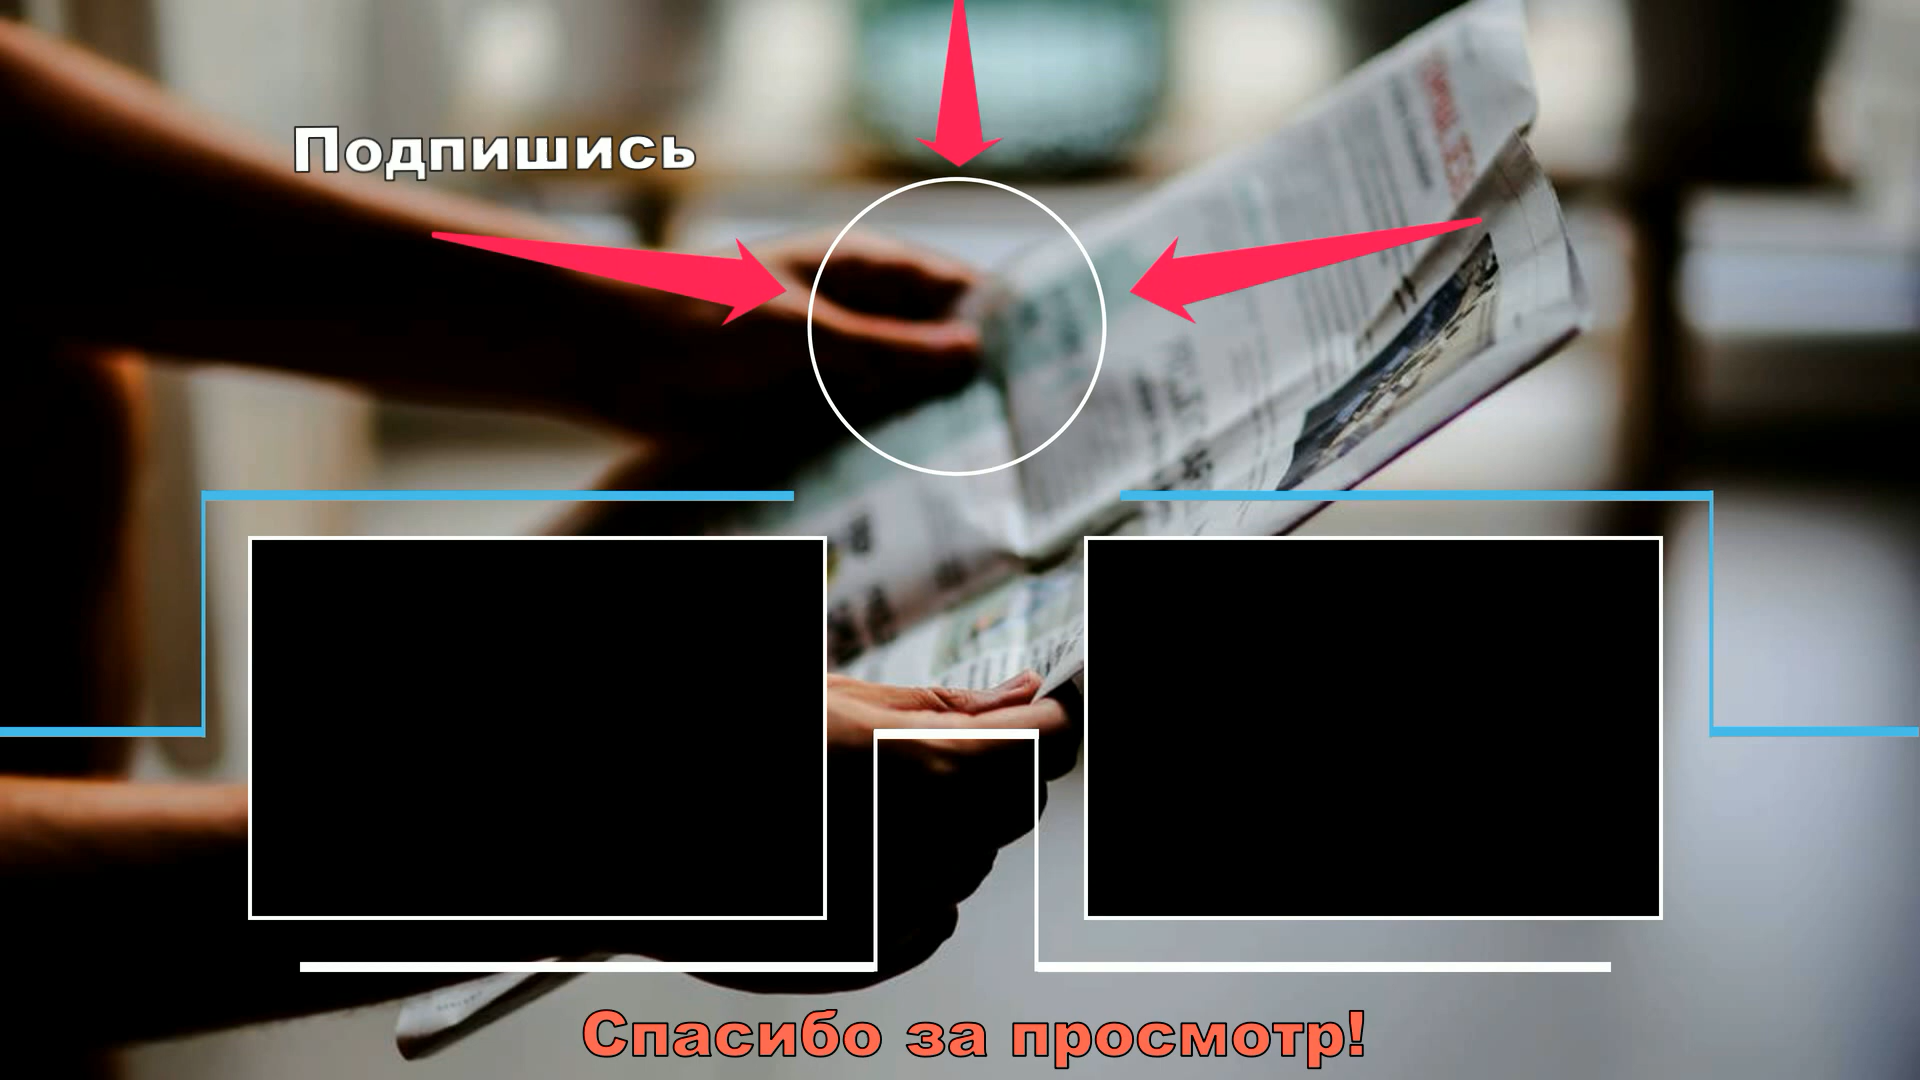 Подпишись
Спасибо за просмотр!